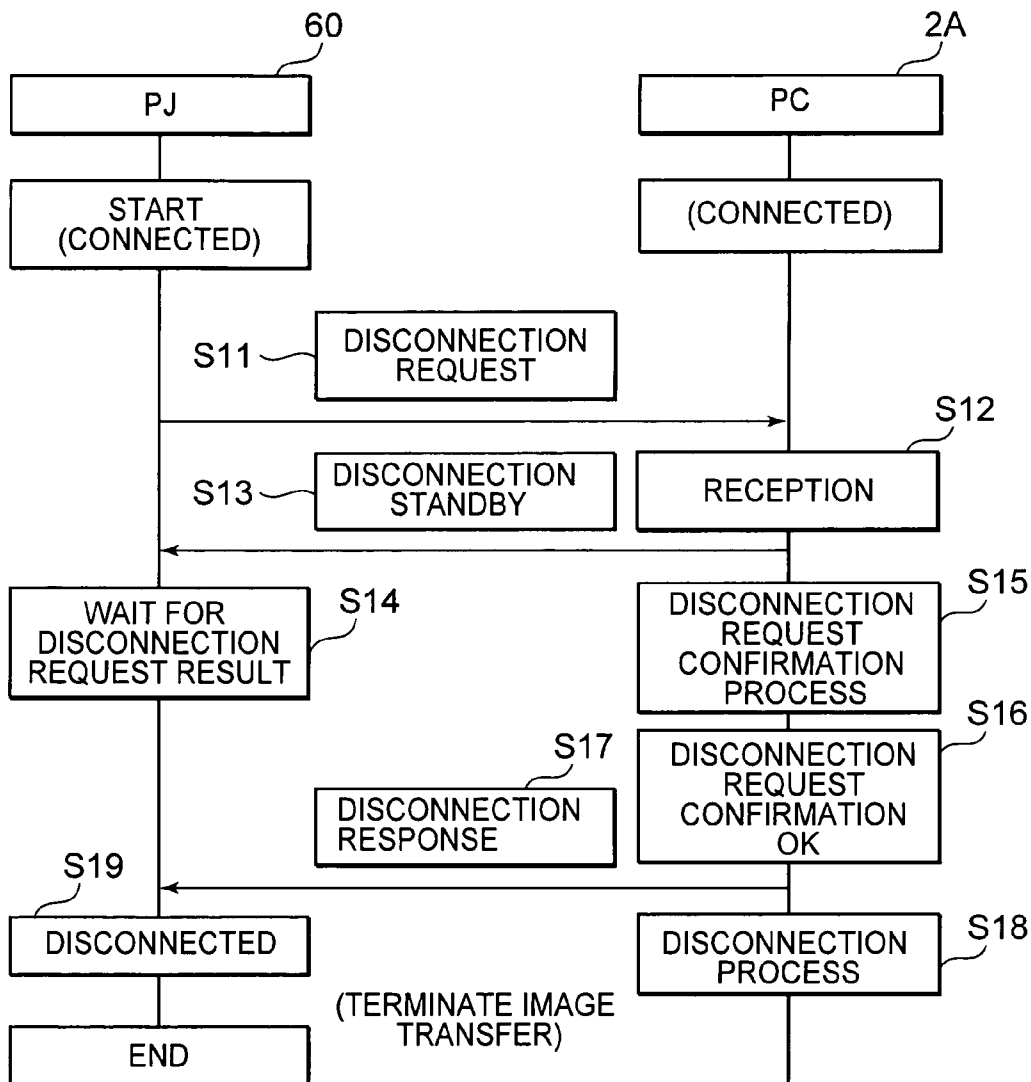 60
2A
PJ
PC
START
(CONNECTED)
(CONNECTED)
S11
DISCONNECTION
REQUEST
S12
S13
DISCONNECTION
STANDBY
RECEPTION
WAIT FOR
DISCONNECTION
REQUEST RESULT
S14
DISCONNECTION
REQUEST
CONFIRMATION
PROCESS
S15
S16
S17
DISCONNECTION
RESPONSE
DISCONNECTION
REQUEST
CONFIRMATION
OK
S19
DISCONNECTED
DISCONNECTION
PROCESS
S18
(TERMINATE IMAGE
TRANSFER)
END